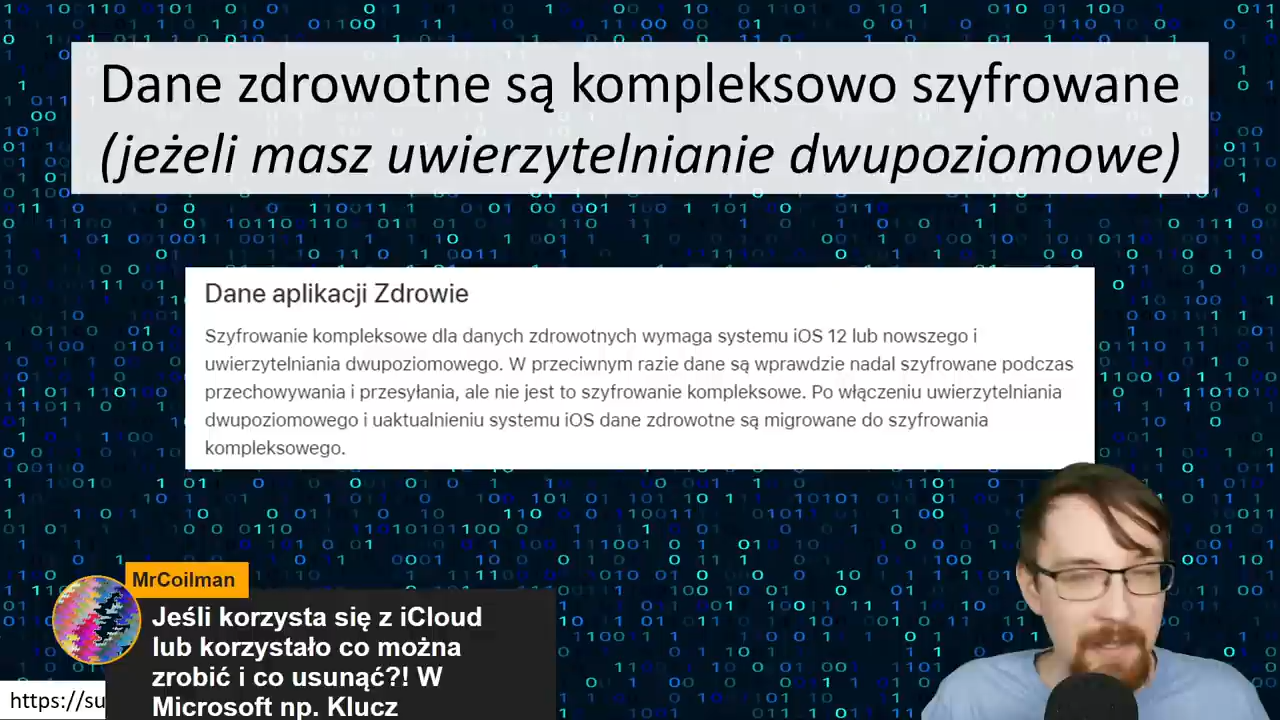 Dane zdrowotne są kompleksowo szyfrowane
(jeżeli masz uwierzytelnianie dwupoziomowe)
Dane aplikacji Zdrowie
Szyfrowanie kompleksowe dla danych zdrowotnych wymaga systemu iOS 12 lub nowszego i
uwierzytelniania dwupoziomowego. W przeciwnym razie dane są wprawdzie nadal szyfrowane podczas
przechowywania i przesyłania, ale nie jest to szyfrowanie kompleksowe. Po włączeniu uwierzytelniania
dwupoziomowego i uaktualnieniu systemu iOS dane zdrowotne są migrowane do szyfrowania
kompleksowego.
MrCoilman
Jeśli korzysta się z iCloud
lub korzystało co można
zrobić i co usunąć?! W
Microsoft np. Klucz
https://su